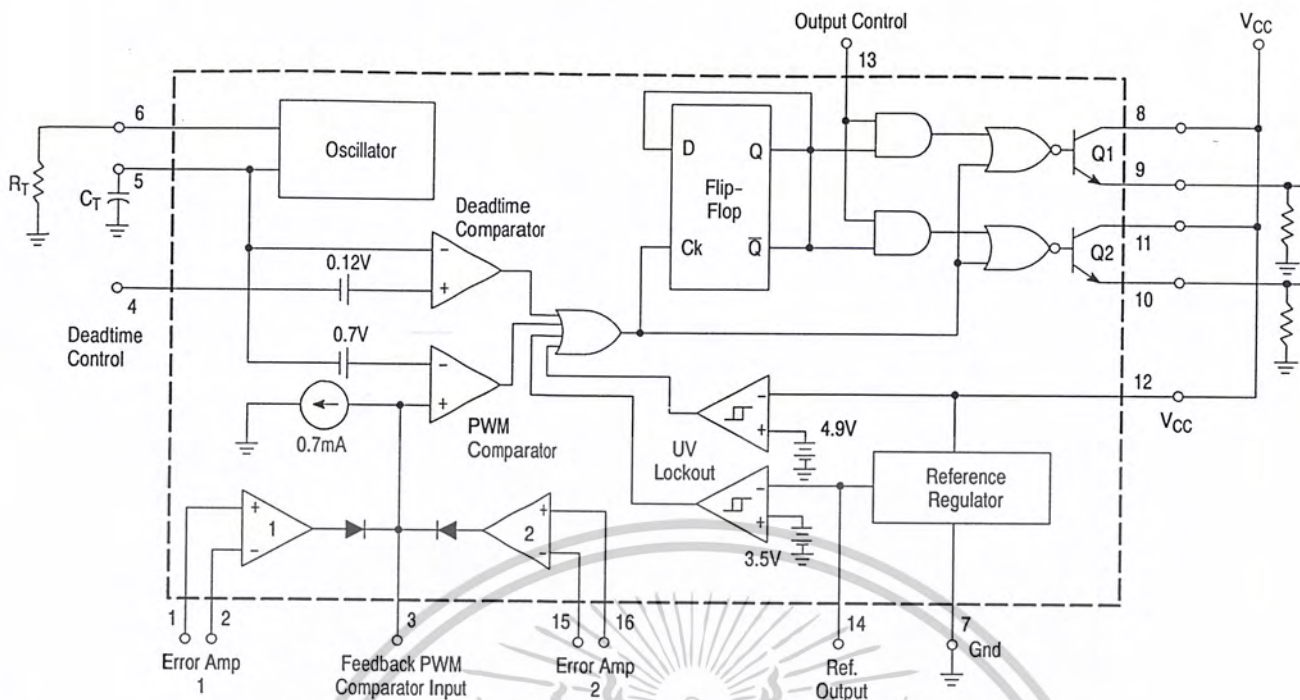 Output Control
13
VCC
6
Oscillator
RT
5
CT
D
Q
Flip-
Flop
Ck
Q̅
8
Q1
9
11
Q2
10
Deadtime
Comparator
0.12V
4
Deadtime
Control
0.7V
-
+
-
+
0.7mA
PWM
Comparator
UV
Lockout
4.9V
-
+
12
VCC
Reference
Regulator
-
+
3.5V
+
1
-
+
2
-
1
2
3
15
16
14
7
Gnd
Error Amp
1
Feedback PWM
Comparator Input
Error Amp
2
Ref.
Output